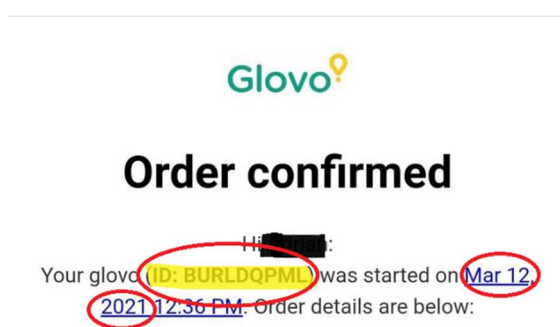 Glovo
Order confirmed
Hi
Your glovo (ID: BURLDQPML) was started on Mar 12,
2021 12:36 PM. Order details are below: